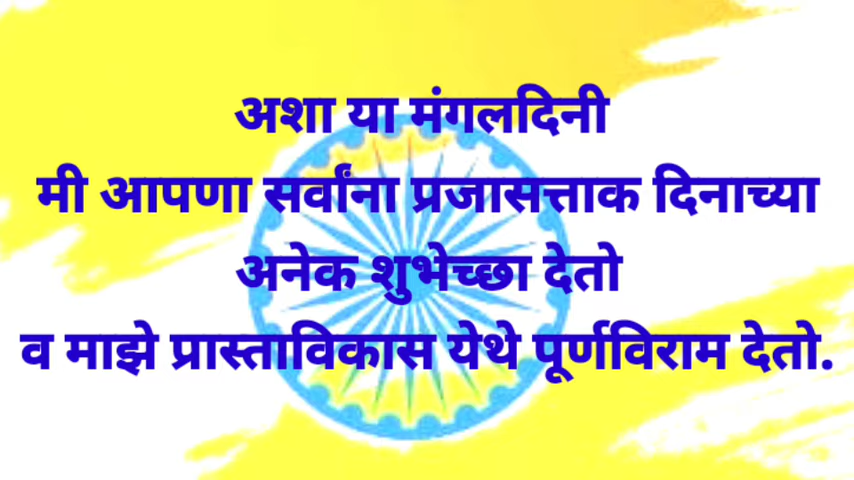 अशा या मंगलदिनी
मी आपणा सर्वांना प्रजासत्ताक दिनाच्या
अनेक शुभेच्छा देतो
व माझे प्रास्ताविकास येथे पूर्णविराम देतो.